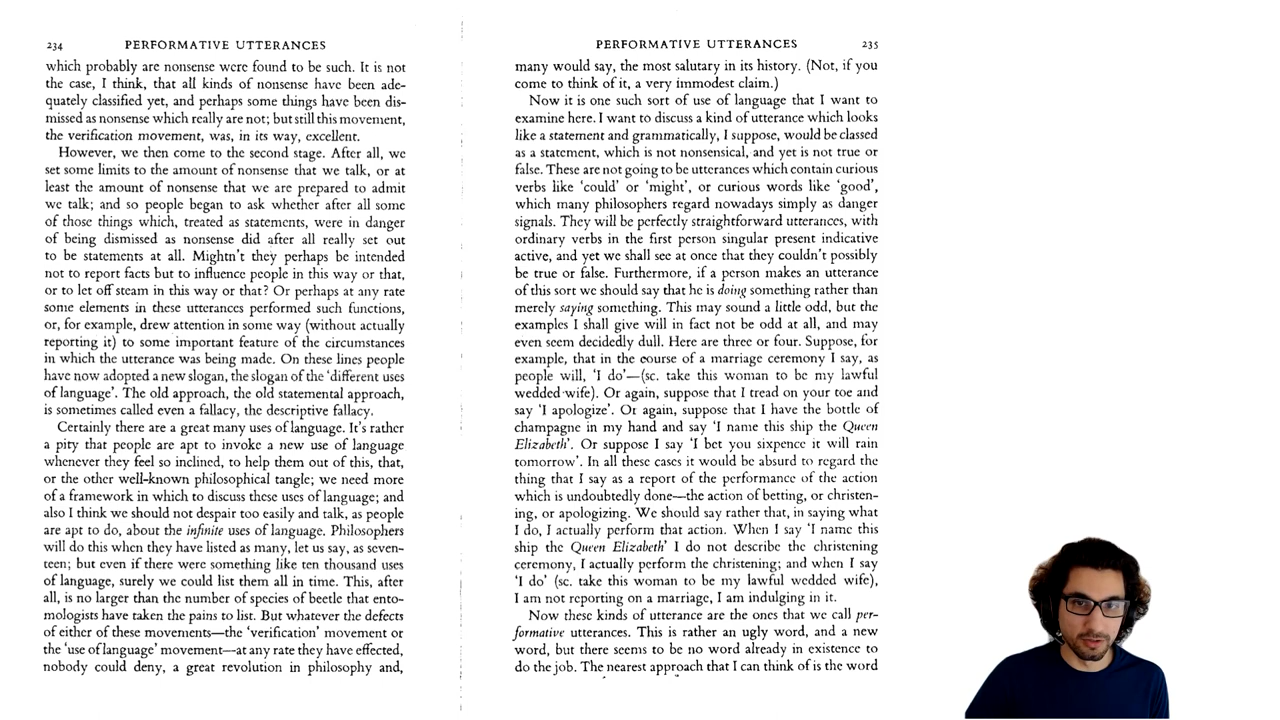 234 PERFORMATIVE UTTERANCES
which probably are nonsense were found to be such. It is not
the case, I think, that all kinds of nonsense have been ade-
quately classified yet, and perhaps some things have been dis-
missed as nonsense which really are not; but still this movement,
the verification movement, was, in its way, excellent.
However, we then come to the second stage. After all, we
set some limits to the amount of nonsense that we talk, or at
least the amount of nonsense that we are prepared to admit
we talk; and so people began to ask whether after all some
of those things which, treated as statements, were in danger
of being dismissed as nonsense did after all really set out
to be statements at all. Mightn't they perhaps be intended
not to report facts but to influence people in this way or that,
or to let off steam in this way or that? Or perhaps at any rate
some elements in these utterances performed such functions,
or, for example, drew attention in some way (without actually
reporting it) to some important feature of the circumstances
in which the utterance was being made. On these lines people
have now adopted a new slogan, the slogan of the 'different uses
of language'. The old approach, the old statemental approach,
is sometimes called even a fallacy, the descriptive fallacy.
Certainly there are a great many uses of language. It's rather
a pity that people are apt to invoke a new use of language
whenever they feel so inclined, to help them out of this, that,
or the other well-known philosophical tangle; we need more
of a framework in which to discuss these uses of language; and
also I think we should not despair too easily and talk, as people
are apt to do, about the infinite uses of language. Philosophers
will do this when they have listed as many, let us say, as seven-
teen; but even if there were something like ten thousand uses
of language, surely we could list them all in time. This, after
all, is no larger than the number of species of beetle that ento-
mologists have taken the pains to list. But whatever the defects
of either of these movements—the 'verification' movement or
the 'use of language' movement—at any rate they have effected,
nobody could deny, a great revolution in philosophy and,
PERFORMATIVE UTTERANCES 235
many would say, the most salutary in its history. (Not, if you
come to think of it, a very immodest claim.)
Now it is one such sort of use of language that I want to
examine here. I want to discuss a kind of utterance which looks
like a statement and grammatically, I suppose, would be classed
as a statement, which is not nonsensical, and yet is not true or
false. These are not going to be utterances which contain curious
verbs like 'could' or 'might', or curious words like 'good',
which many philosophers regard nowadays simply as danger
signals. They will be perfectly straightforward utterances, with
ordinary verbs in the first person singular present indicative
active, and yet we shall see at once that they couldn't possibly
be true or false. Furthermore, if a person makes an utterance
of this sort we should say that he is doing something rather than
merely saying something. This may sound a little odd, but the
examples I shall give will in fact not be odd at all, and may
even seem decidedly dull. Here are three or four. Suppose, for
example, that in the course of a marriage ceremony I say, as
people will, 'I do'—(sc. take this woman to be my lawful
wedded wife). Or again, suppose that I tread on your toe and
say 'I apologize'. Or again, suppose that I have the bottle of
champagne in my hand and say 'I name this ship the Queen
Elizabeth'. Or suppose I say 'I bet you sixpence it will rain
tomorrow'. In all these cases it would be absurd to regard the
thing that I say as a report of the performance of the action
which is undoubtedly done—the action of betting, or christen-
ing, or apologizing. We should say rather that, in saying what
I do, I actually perform that action. When I say 'I name this
ship the Queen Elizabeth' I do not describe the christening
ceremony, I actually perform the christening; and when I say
'I do' (sc. take this woman to be my lawful wedded wife),
I am not reporting on a marriage, I am indulging in it.
Now these kinds of utterance are the ones that we call per-
formative utterances. This is rather an ugly word, and a new
word, but there seems to be no word already in existence to
do the job. The nearest approach that I can think of is the word